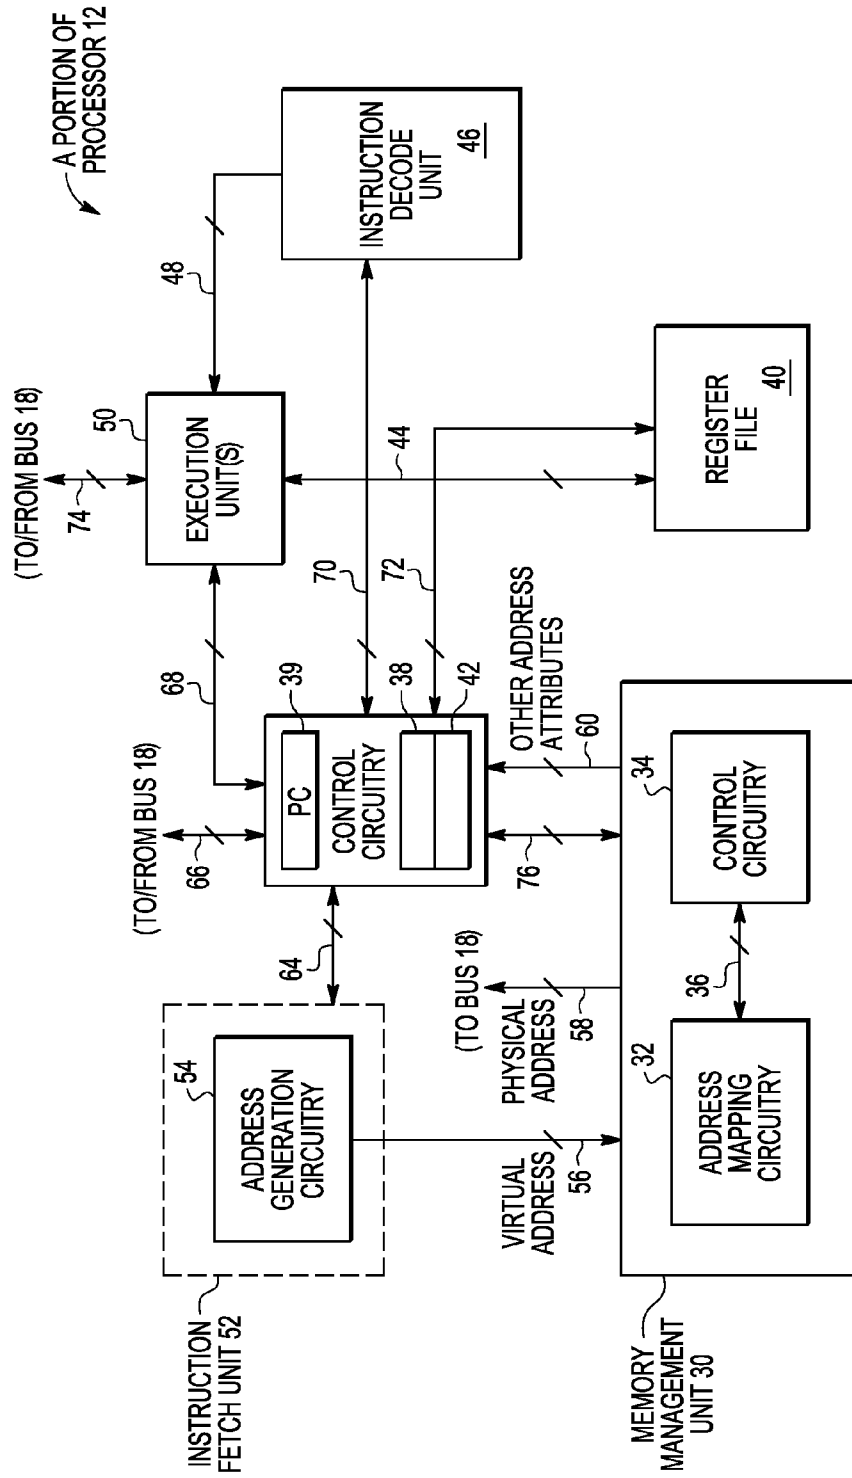 A PORTION OF
PROCESSOR 12
(TO/FROM BUS 18)
74
50
EXECUTION
UNIT(S)
48
INSTRUCTION
DECODE
UNIT
46
68
(TO/FROM BUS 18)
66
39
PC
CONTROL
CIRCUITRY
38
42
70
72
44
REGISTER
FILE
40
INSTRUCTION
FETCH UNIT 52
54
ADDRESS
GENERATION
CIRCUITRY
64
VIRTUAL
ADDRESS
56
(TO BUS 18)
PHYSICAL
ADDRESS
58
76
OTHER ADDRESS
ATTRIBUTES
60
MEMORY
MANAGEMENT
UNIT 30
32
ADDRESS
MAPPING
CIRCUITRY
36
34
CONTROL
CIRCUITRY